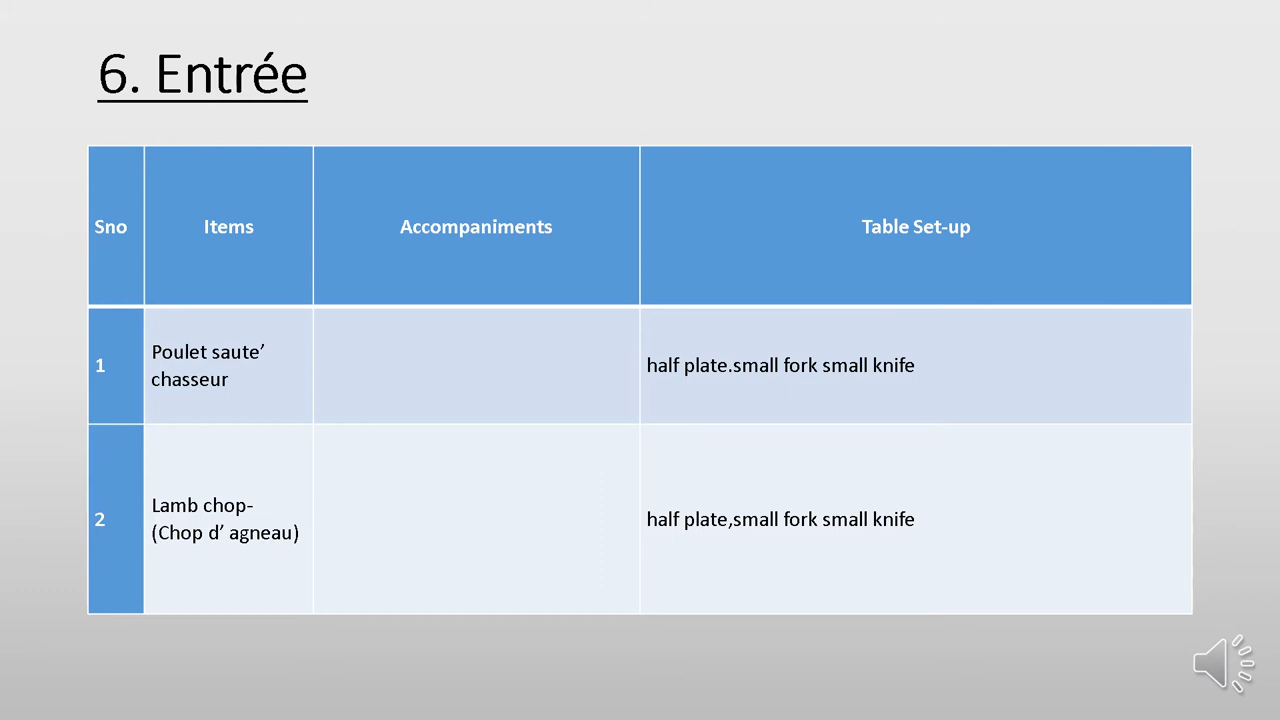 6. Entrée
Sno Items Accompaniments Table Set-up
1 Poulet saute’ chasseur half plate.small fork small knife
2 Lamb chop- (Chop d’ agneau) half plate,small fork small knife